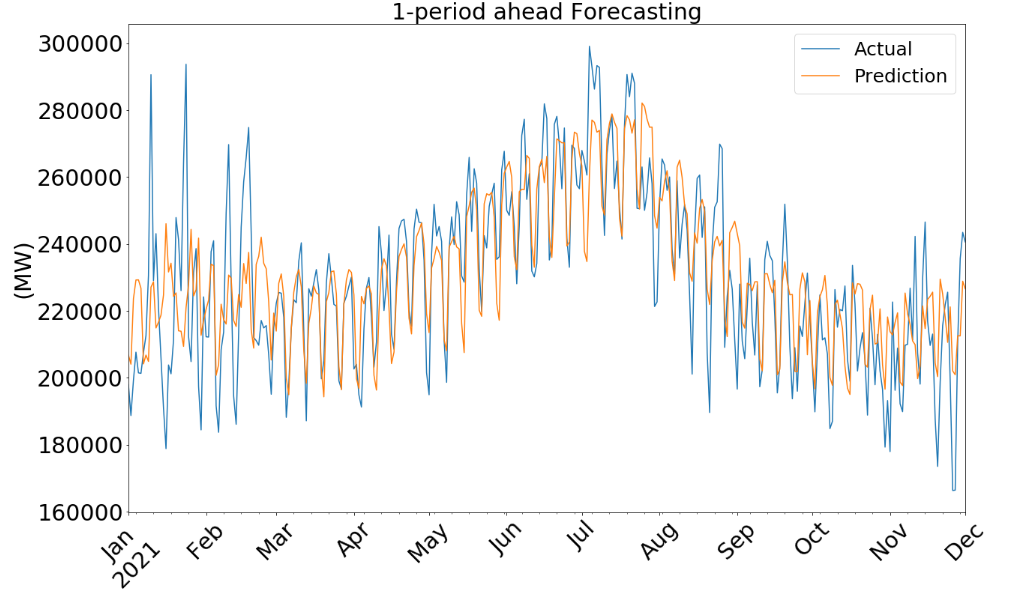 1-period ahead Forecasting
300000
280000
260000
240000
220000
200000
180000
160000
(MW)
Actual
Prediction
Jan
2021
Feb
Mar
Apr
May
Jun
Jul
Aug
Sep
Oct
Nov
Dec